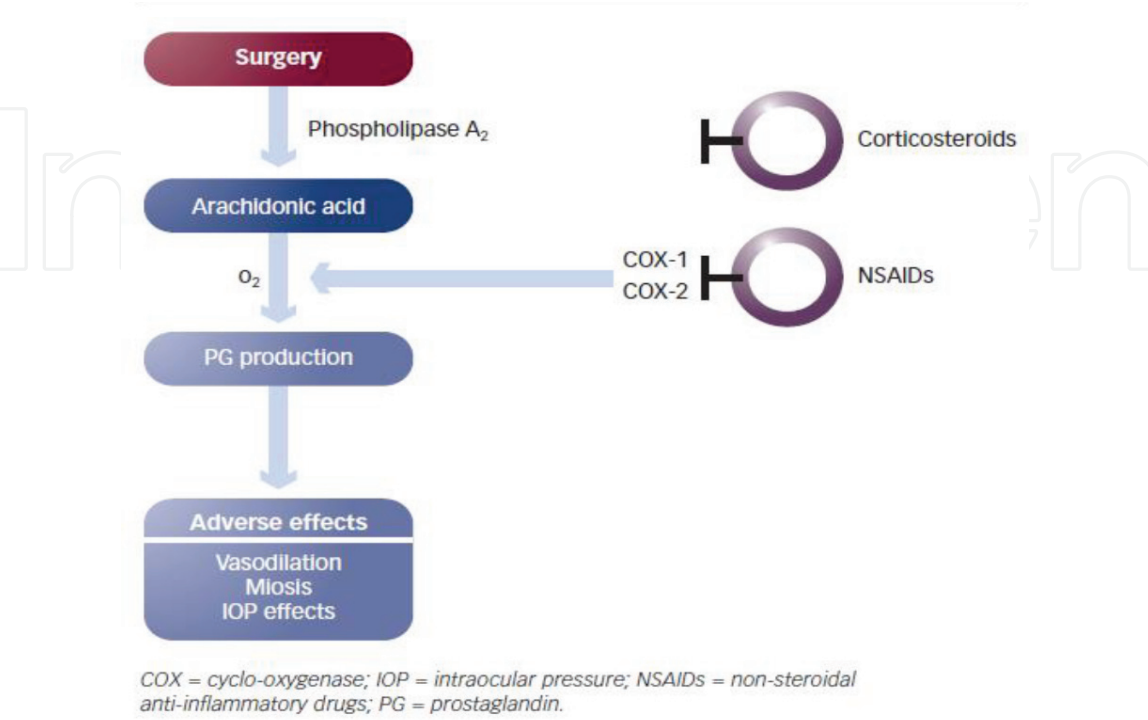 Surgery
Phospholipase A₂
Corticosteroids
Arachidonic acid
O₂
COX-1
COX-2
NSAIDs
PG production
Adverse effects
Vasodilation
Miosis
IOP effects
COX = cyclo-oxygenase; IOP = intraocular pressure; NSAIDs = non-steroidal
anti-inflammatory drugs; PG = prostaglandin.